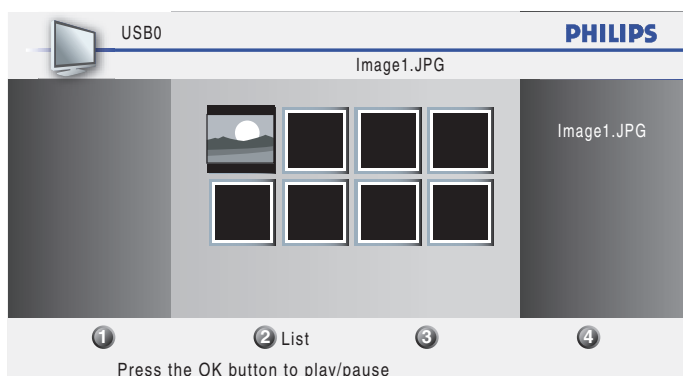 USB0
PHILIPS
Image1.JPG
Image1.JPG
1
2 List
3
4
Press the OK button to play/pause